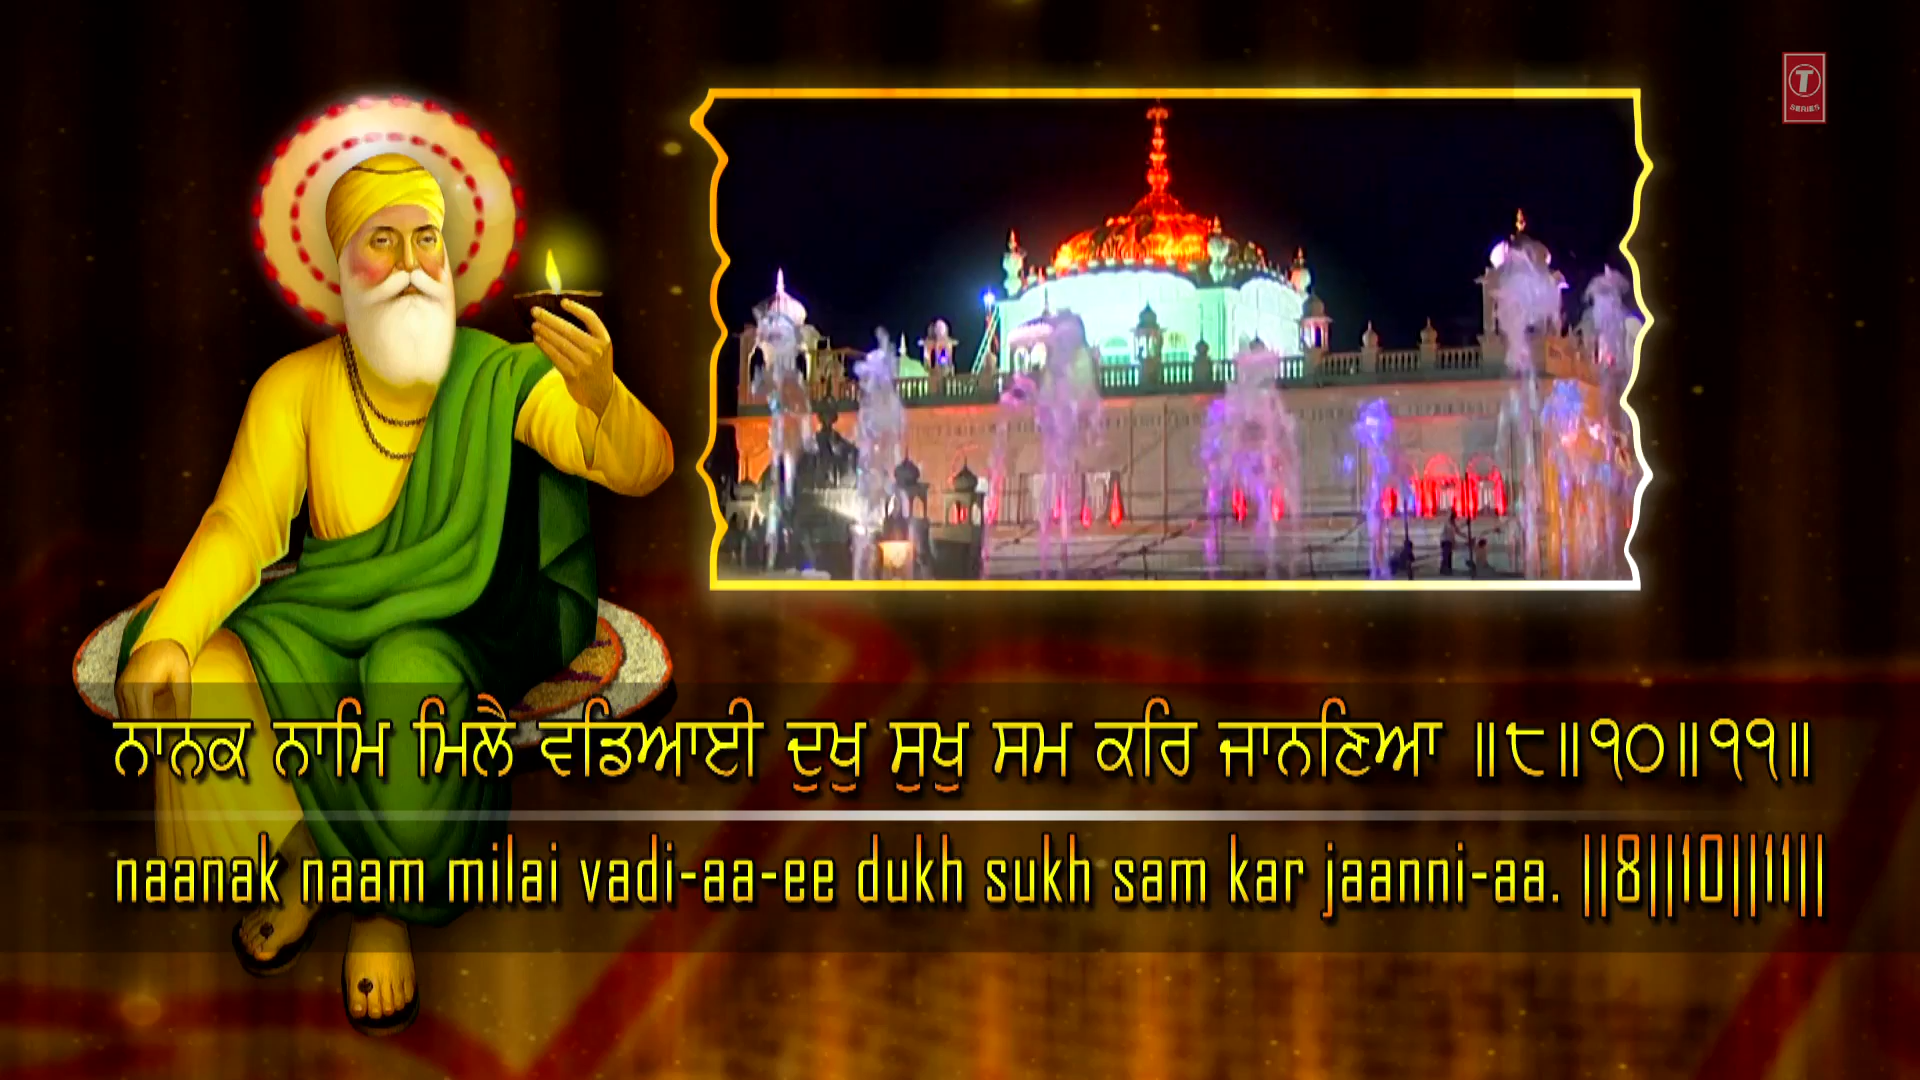 T
SERIES
ਨਾਨਕ ਨਾਮਿ ਮਿਲੈ ਵਡਿਆਈ ਦੁਖੁ ਸੁਖੁ ਸਮ ਕਰਿ ਜਾਨਣਿਆ ॥੮॥੧੦॥੧੧॥
naanak naam milai vadi-aa-ee dukh sukh sam kar jaanni-aa. ||8||10||11||